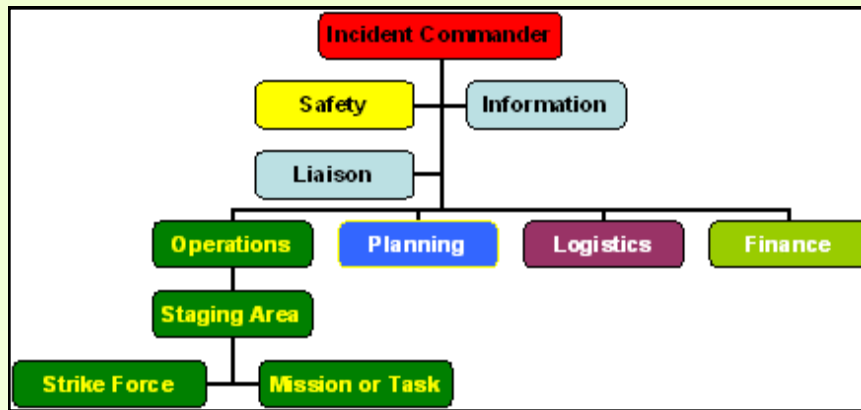 Incident Commander
Safety
Information
Liaison
Operations
Planning
Logistics
Finance
Staging Area
Strike Force
Mission or Task